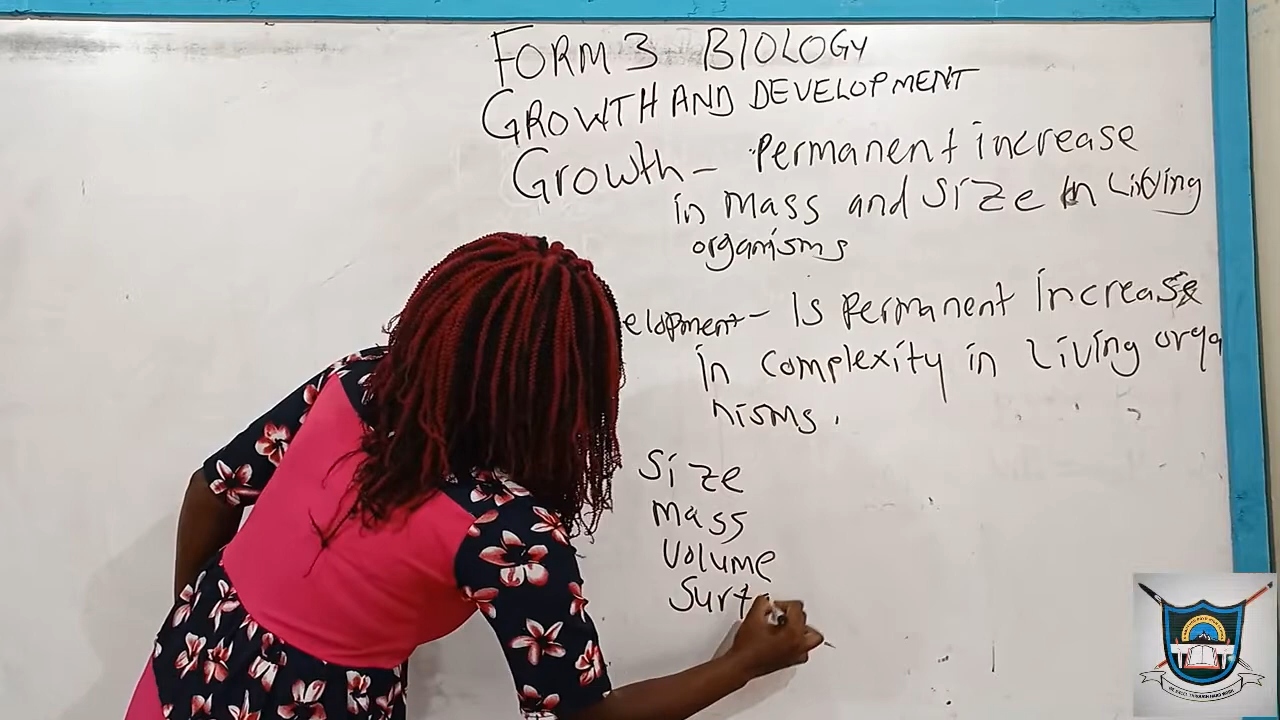 FORM 3 BIOLOGY
GROWTH AND DEVELOPMENT
Growth - Permanent increase
in mass and size in Living
organisms
elopment - Is Permanent Increase
In complexity in Living orga
nisms.
Size
Mass
Volume
Surf